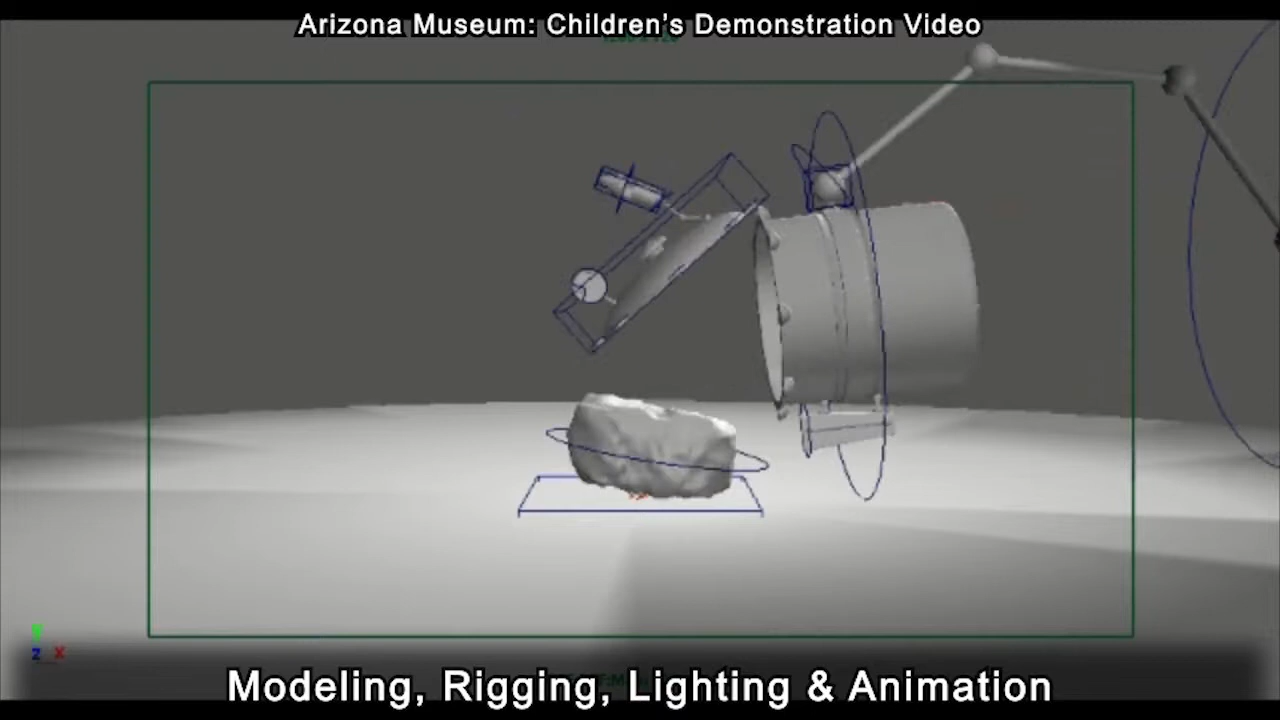 Arizona Museum: Children's Demonstration Video
Y
Z X
Modeling, Rigging, Lighting & Animation